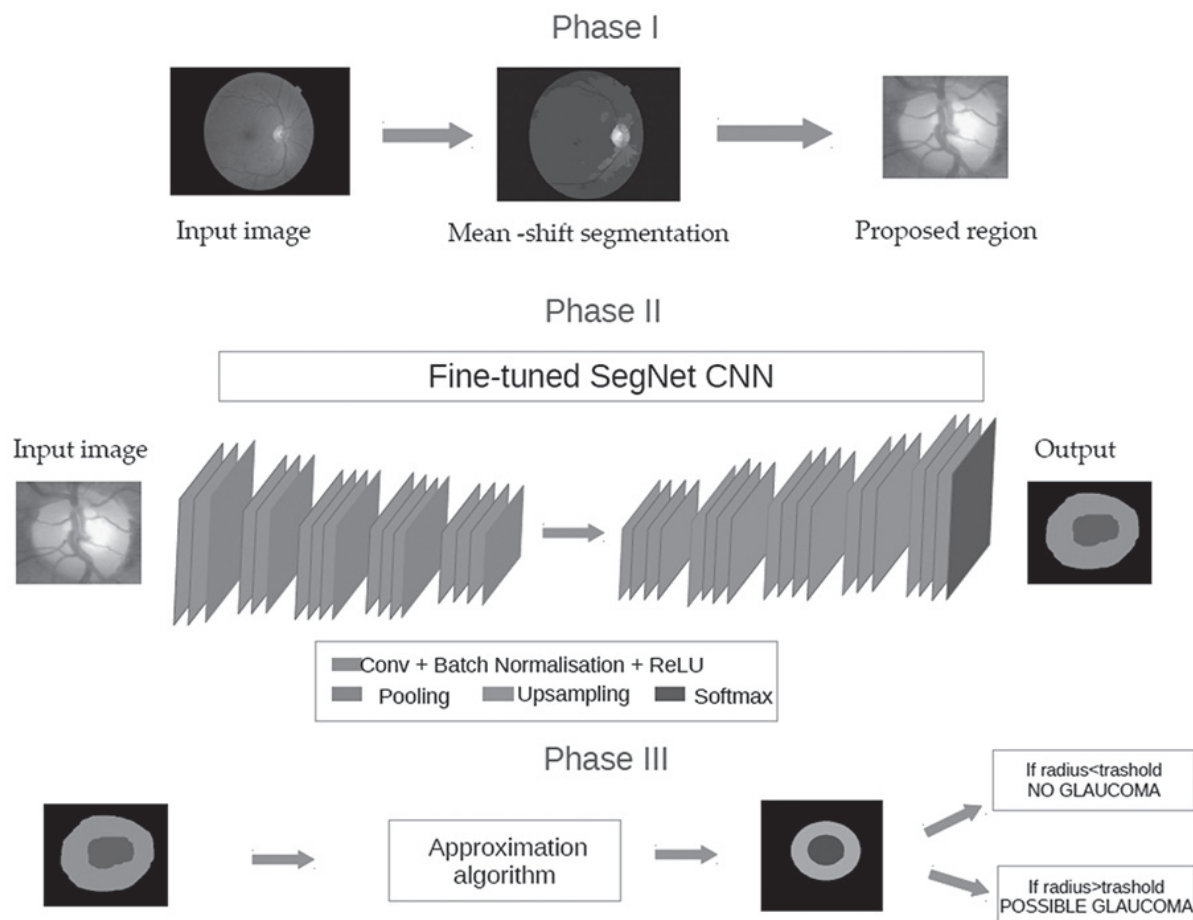 Phase I
Input image
Mean -shift segmentation
Proposed region
Phase II
Fine-tuned SegNet CNN
Input image
Output
Conv + Batch Normalisation + ReLU
Pooling
Upsampling
Softmax
Phase III
Approximation
algorithm
If radius<trashold
NO GLAUCOMA
If radius>trashold
POSSIBLE GLAUCOMA